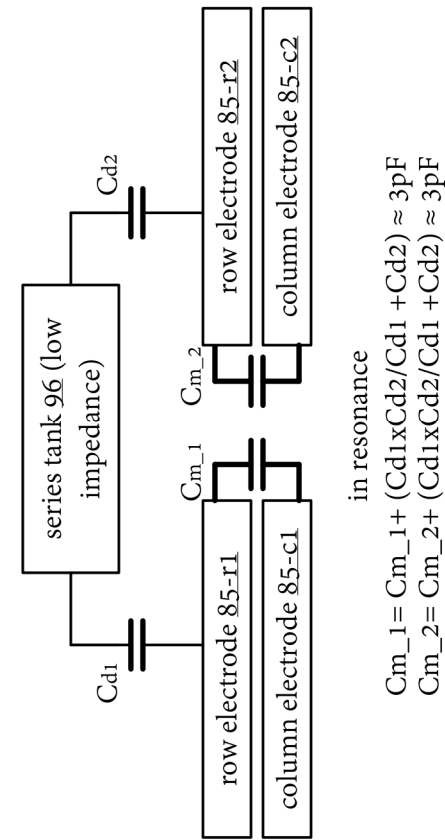 series tank 96 (low
impedance)
Cd1
Cd2
Cm_1
Cm_2
row electrode 85-r1
column electrode 85-c1
row electrode 85-r2
column electrode 85-c2
in resonance
Cm_1= Cm_1+ (Cd1xCd2/Cd1 +Cd2) ≈ 3pF
Cm_2= Cm_2+ (Cd1xCd2/Cd1 +Cd2) ≈ 3pF